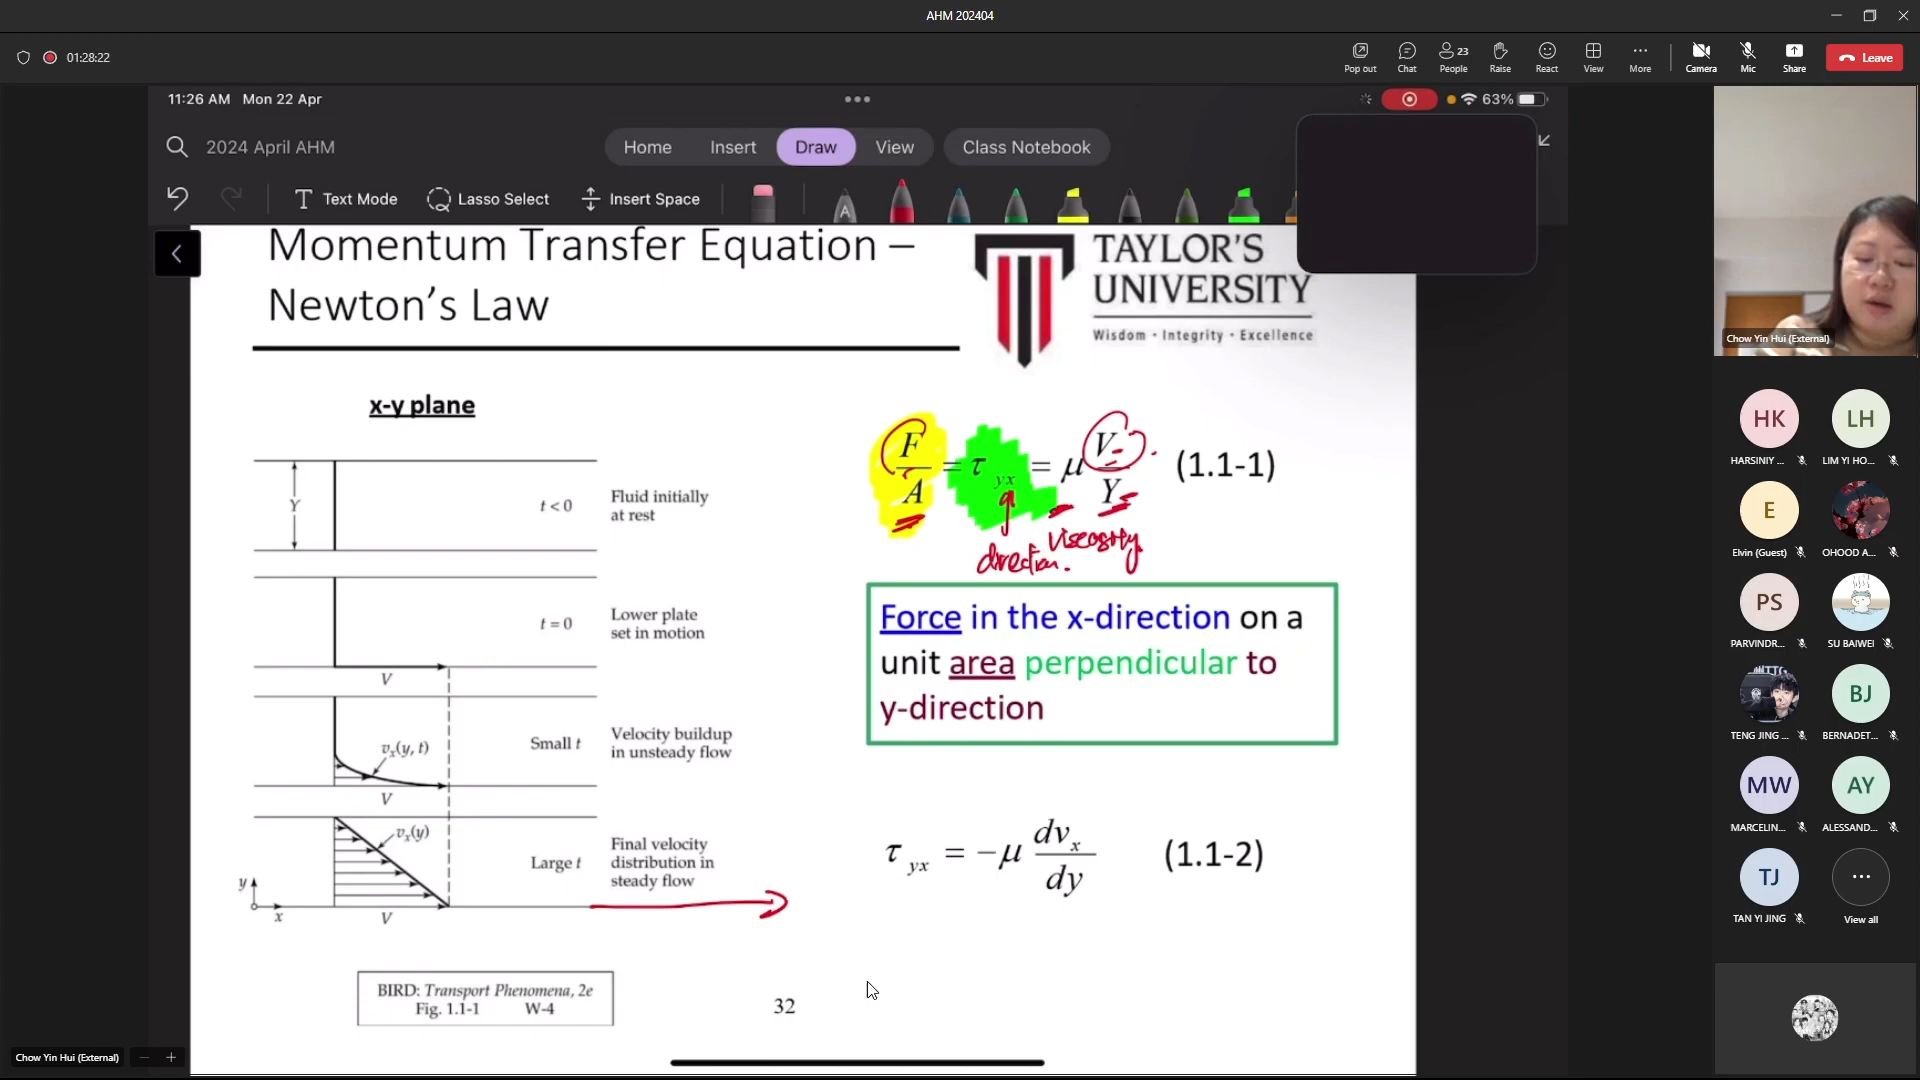 AHM 202404
01:28:22
Pop out
Chat
People
23
Raise
React
View
More
Camera
Mic
Share
Leave
11:26 AM Mon 22 Apr
63%
2024 April AHM
Home
Insert
Draw
View
Class Notebook
Text Mode
Lasso Select
Insert Space
A
Momentum Transfer Equation –
Newton's Law
TAYLOR'S
UNIVERSITY
Wisdom · Integrity · Excellence
x-y plane
Y
t < 0
Fluid initially
at rest
t = 0
Lower plate
set in motion
V
vx(y, t)
Small t
Velocity buildup
in unsteady flow
V
vx(y)
Large t
Final velocity
distribution in
steady flow
y
x
V
BIRD: Transport Phenomena, 2e
Fig. 1.1-1 W-4
32
F/A = τyx = μ V/Y (1.1-1)
viscosity
direction.
Force in the x-direction on a
unit area perpendicular to
y-direction
τyx = −μ dvx/dy (1.1-2)
Chow Yin Hui (External)
HK
LH
HARSINIY ...
LIM YI HO...
E
Elvin (Guest)
OHOOD A...
PS
PARVINDR...
SU BAIWEI
TENG JING ...
BJ
BERNADET...
MW
AY
MARCELIN...
ALESSAND...
TJ
TAN YI JING
View all
Chow Yin Hui (External)